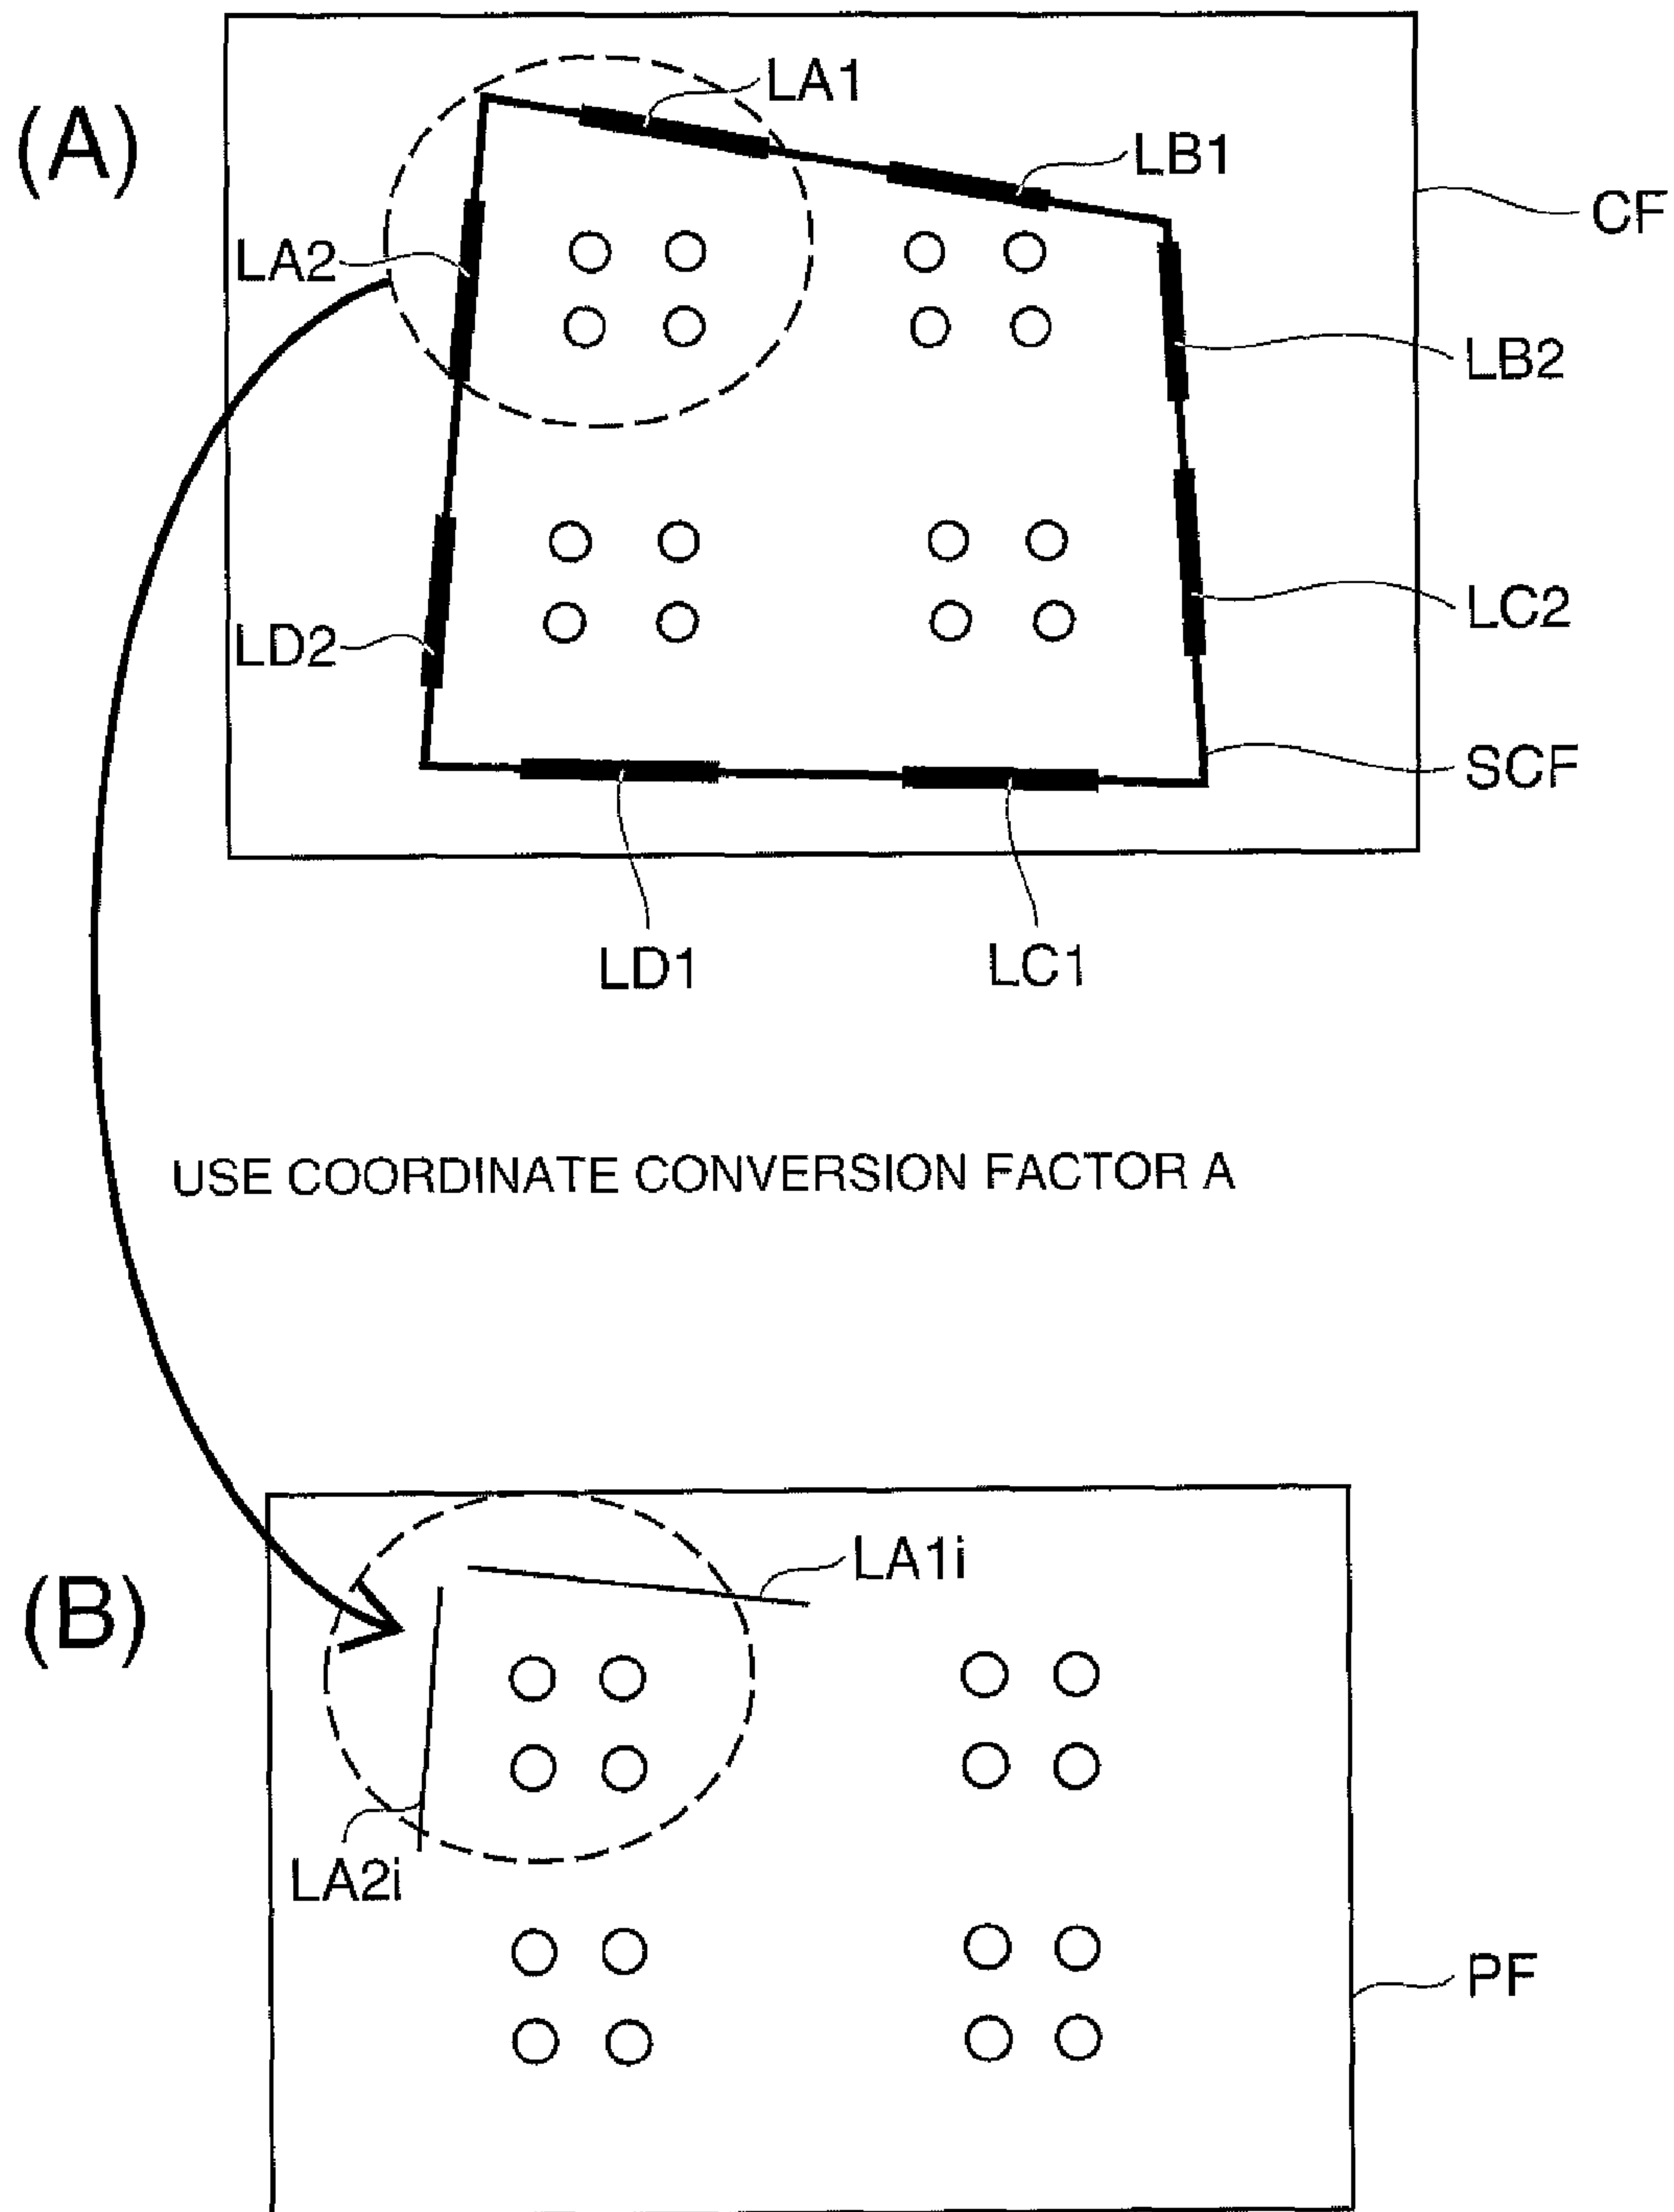 (A)
LA1
LB1
CF
LA2
LB2
LC2
LD2
SCF
LD1
LC1
USE COORDINATE CONVERSION FACTOR A
(B)
LA1i
LA2i
PF